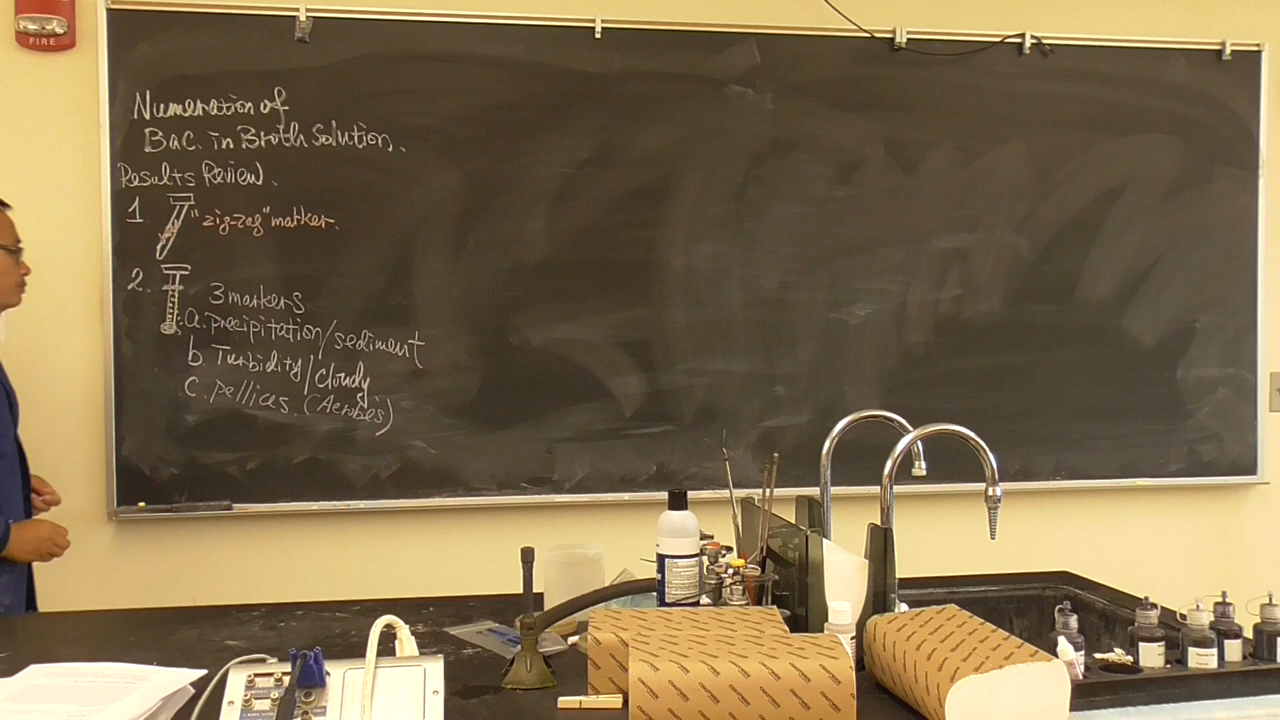 FIRE
Numeration of
Bac. in Broth Solution.
Results Review.
1. "zig-zag" marker.
2. 3 markers
a. precipitation/sediment
b. Turbidity/cloudy
c. pellices. (Aerobes)